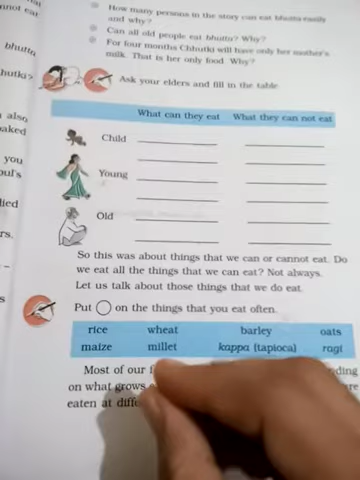 nnot eat
bhutta
hutki>
also
aked
you
oul's
lied
rs.
How many persons in the story can eat bhutta easily
and why?
Can all old people eat bhutta? Why?
For four months Chhutki will have only her mother's
milk. That is her only food. Why?
Ask your elders and fill in the table
What can they eat What they can not eat
Child
Young
Old
So this was about things that we can or cannot eat. Do
we eat all the things that we can eat? Not always.
Let us talk about those things that we do eat.
Put ◯ on the things that you eat often.
rice wheat barley oats
maize millet kappa (tapioca) ragi
Most of our
on what grows
eaten at